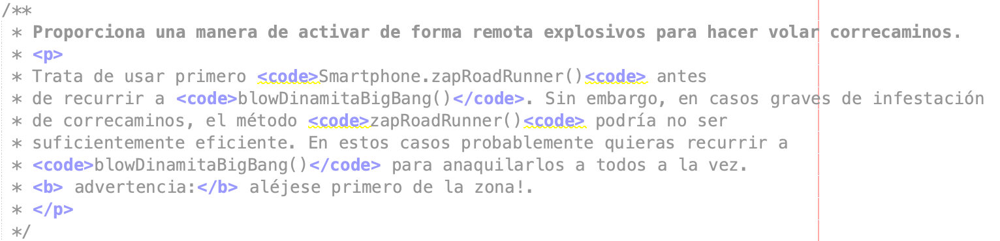 /**
 * Proporciona una manera de activar de forma remota explosivos para hacer volar correcaminos.
 * <p>
 * Trata de usar primero <code>Smartphone.zapRoadRunner()<code> antes
 * de recurrir a <code>blowDinamitaBigBang()</code>. Sin embargo, en casos graves de infestación
 * de correcaminos, el método <code>zapRoadRunner()<code> podría no ser
 * suficientemente eficiente. En estos casos probablemente quieras recurrir a
 * <code>blowDinamitaBigBang()</code> para anaquilarlos a todos a la vez.
 * <b> advertencia:</b> aléjese primero de la zona!.
 * </p>
 */